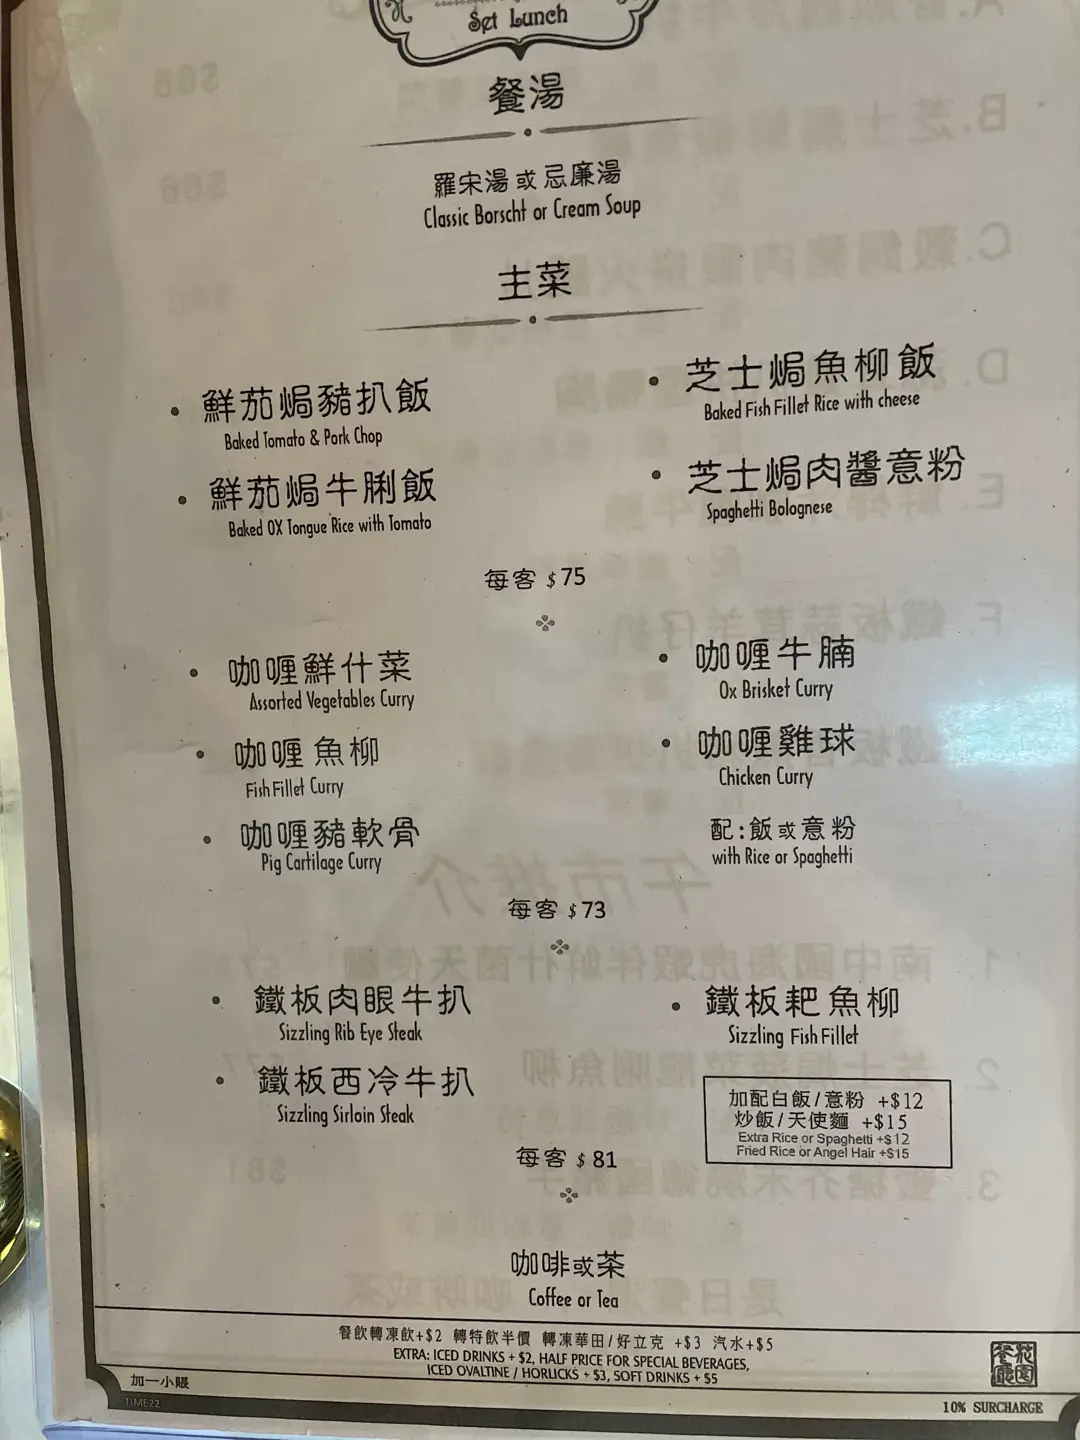 Set Lunch
餐湯
羅宋湯或忌廉湯
Classic Borscht or Cream Soup
主菜
• 鮮茄焗豬扒飯
Baked Tomato & Pork Chop
• 芝士焗魚柳飯
Baked Fish Fillet Rice with cheese
• 鮮茄焗牛脷飯
Baked OX Tongue Rice with Tomato
• 芝士焗肉醬意粉
Spaghetti Bolognese
每客 $75
• 咖喱鮮什菜
Assorted Vegetables Curry
• 咖喱牛腩
Ox Brisket Curry
• 咖喱魚柳
Fish Fillet Curry
• 咖喱雞球
Chicken Curry
• 咖喱豬軟骨
Pig Cartilage Curry
配:飯或意粉
with Rice or Spaghetti
每客 $73
• 鐵板肉眼牛扒
Sizzling Rib Eye Steak
• 鐵板耙魚柳
Sizzling Fish Fillet
• 鐵板西冷牛扒
Sizzling Sirloin Steak
加配白飯/意粉 +$12
炒飯/天使麵 +$15
Extra Rice or Spaghetti +$12
Fried Rice or Angel Hair +$15
每客 $81
咖啡或茶
Coffee or Tea
餐飲轉凍飲+$2 轉特飲半價 轉凍華田/好立克 +$3 汽水+$5
EXTRA: ICED DRINKS + $2, HALF PRICE FOR SPECIAL BEVERAGES,
ICED OVALTINE / HORLICKS + $3, SOFT DRINKS + $5
加一小賬
TIME22
10% SURCHARGE